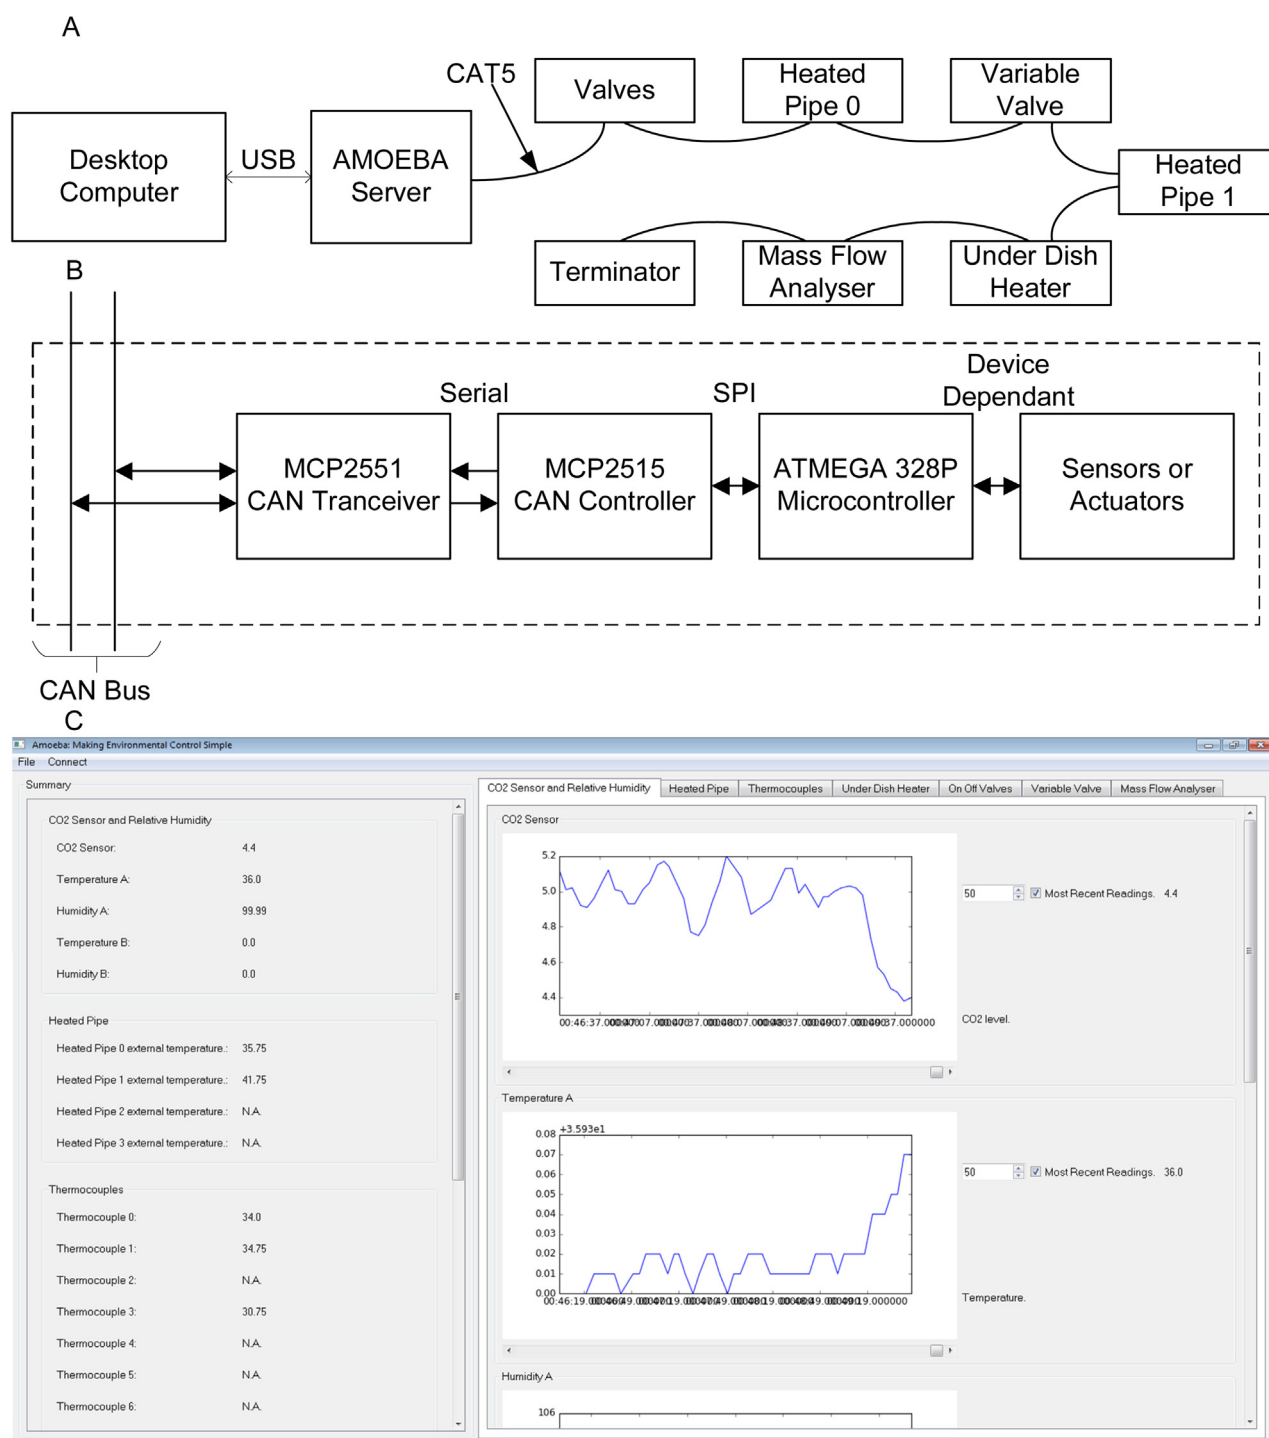 A
CAT5
Valves
Heated
Pipe 0
Variable
Valve
Desktop
Computer
USB
AMOEBA
Server
Heated
Pipe 1
Terminator
Mass Flow
Analyser
Under Dish
Heater
B
Serial
SPI
Device
Dependant
MCP2551
CAN Tranceiver
MCP2515
CAN Controller
ATMEGA 328P
Microcontroller
Sensors or
Actuators
CAN Bus
C
Amoeba: Making Environmental Control Simple
File Connect
Summary
CO2 Sensor and Relative Humidity
CO2 Sensor: 4.4
Temperature A: 36.0
Humidity A: 99.99
Temperature B: 0.0
Humidity B: 0.0
Heated Pipe
Heated Pipe 0 external temperature.: 35.75
Heated Pipe 1 external temperature.: 41.75
Heated Pipe 2 external temperature.: N.A.
Heated Pipe 3 external temperature.: N.A.
Thermocouples
Thermocouple 0: 34.0
Thermocouple 1: 34.75
Thermocouple 2: N.A.
Thermocouple 3: 30.75
Thermocouple 4: N.A.
Thermocouple 5: N.A.
Thermocouple 6: N.A.
CO2 Sensor and Relative Humidity Heated Pipe Thermocouples Under Dish Heater On Off Valves Variable Valve Mass Flow Analyser
CO2 Sensor
5.2
5.0
4.8
4.6
4.4
50 Most Recent Readings. 4.4
CO2 level.
Temperature A
+3.593e1
0.08
0.07
0.06
0.05
0.04
0.03
0.02
0.01
0.00
50 Most Recent Readings. 36.0
Temperature.
Humidity A
106